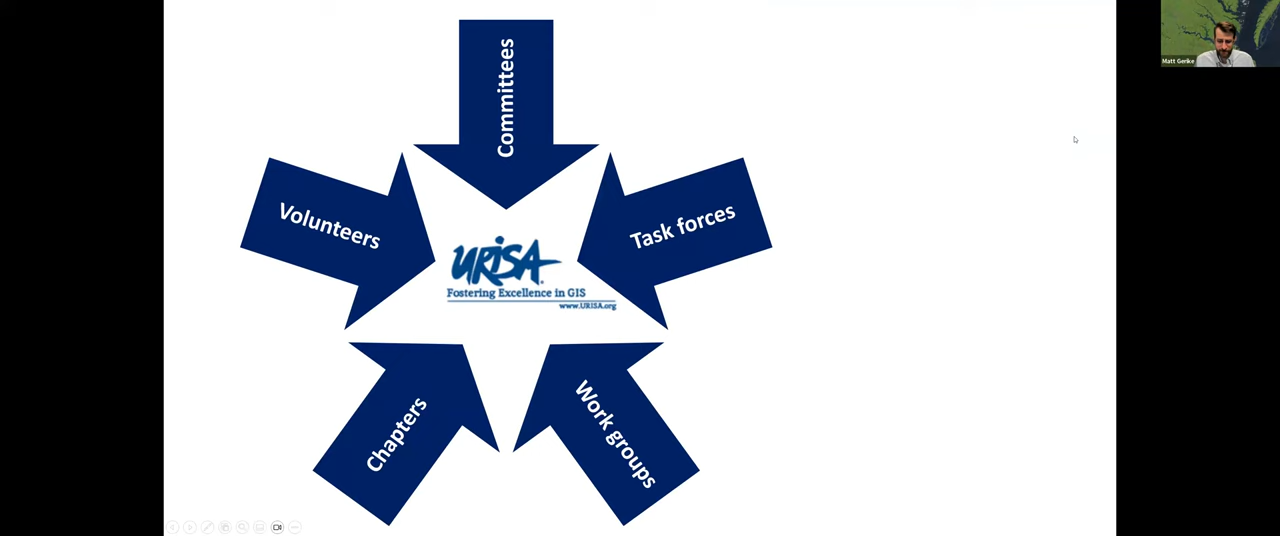 Committees
Matt Gerike
Volunteers
Task forces
URISA
Fostering Excellence in GIS
www.URISA.org
Chapters
Work groups